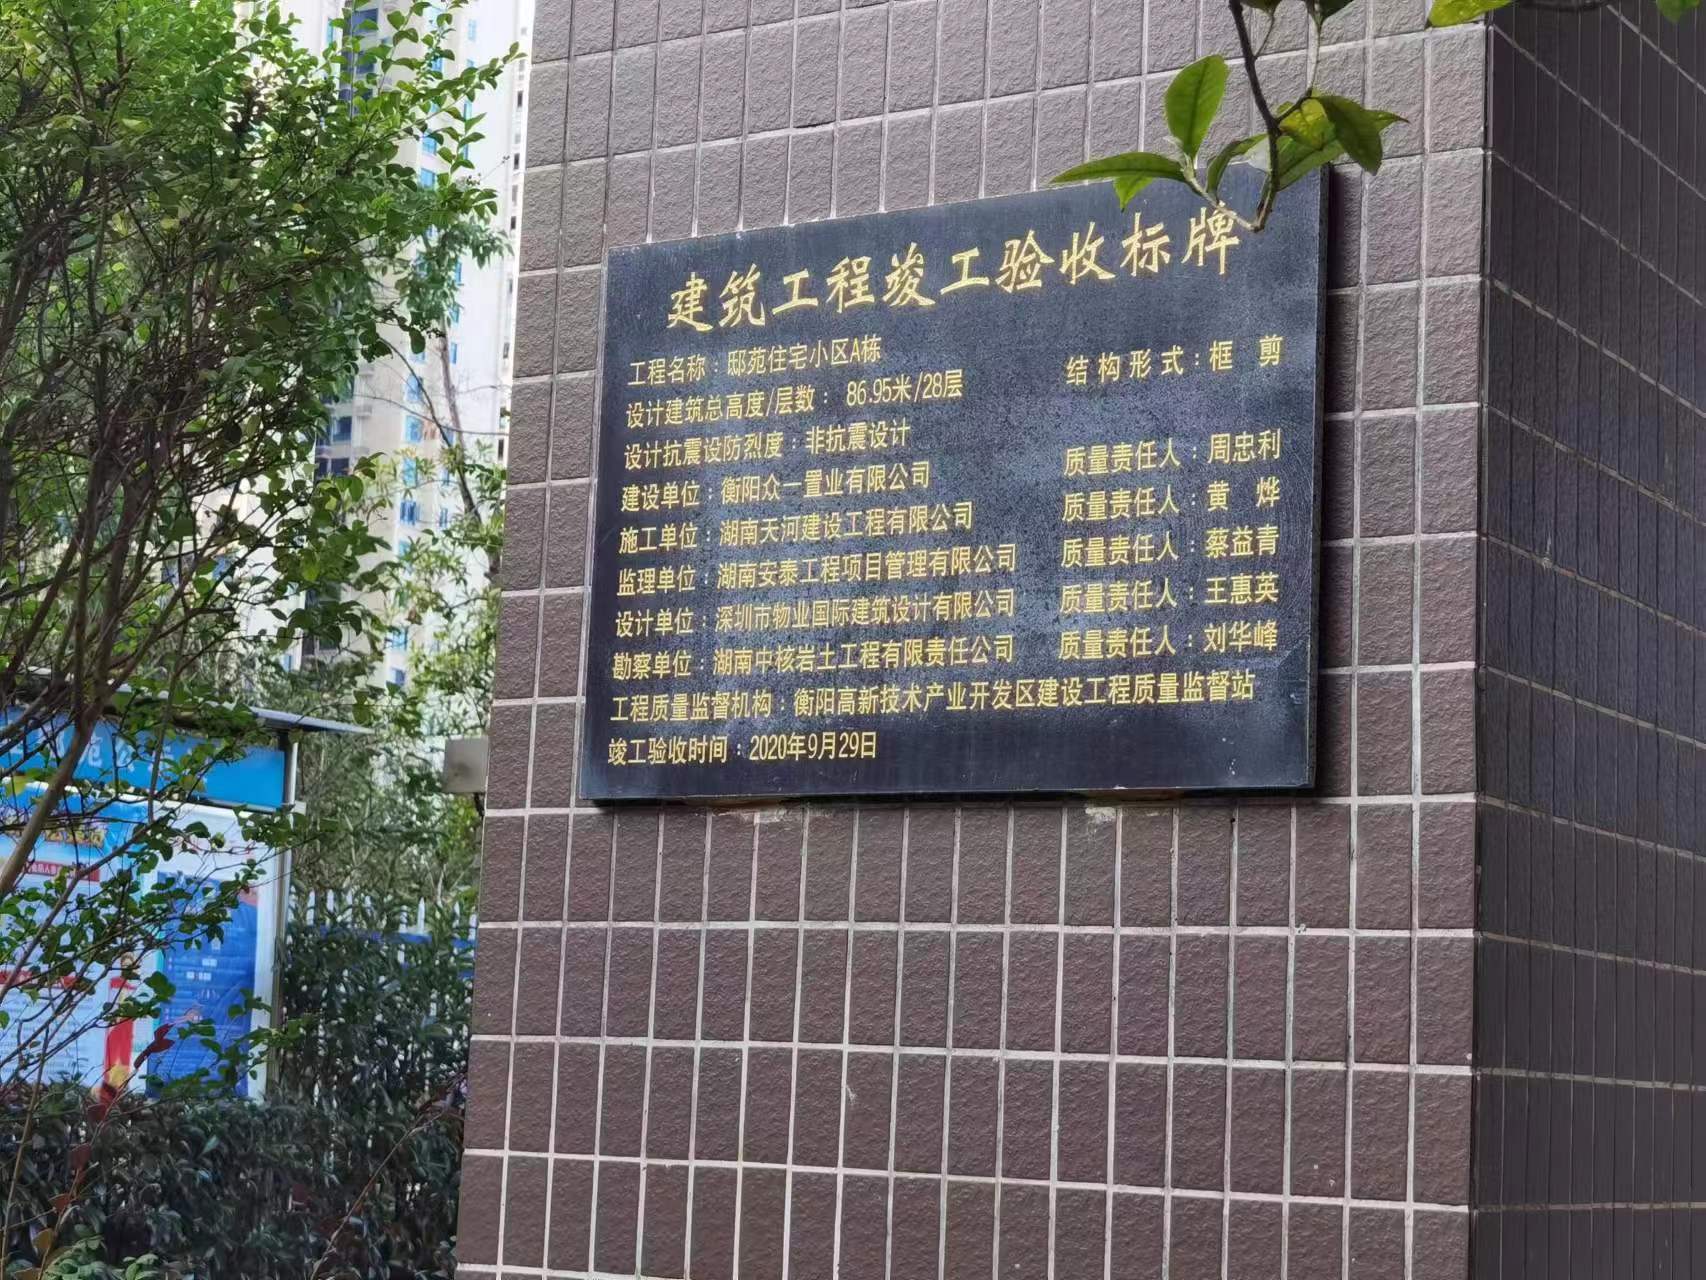 建筑工程竣工验收标牌
工程名称：邸苑住宅小区A栋 结构形式：框 剪
设计建筑总高度/层数： 86.95米/28层
设计抗震设防烈度：非抗震设计
建设单位：衡阳众一置业有限公司 质量责任人：周忠利
施工单位：湖南天河建设工程有限公司 质量责任人：黄 烨
监理单位：湖南安泰工程项目管理有限公司 质量责任人：蔡益青
设计单位：深圳市物业国际建筑设计有限公司 质量责任人：王惠英
勘察单位：湖南中核岩土工程有限责任公司 质量责任人：刘华峰
工程质量监督机构：衡阳高新技术产业开发区建设工程质量监督站
竣工验收时间：2020年9月29日